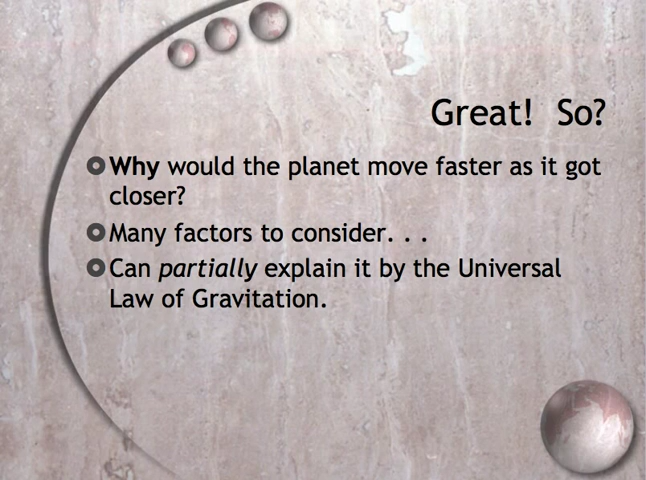 Great! So?
Why would the planet move faster as it got
closer?
Many factors to consider. . .
Can partially explain it by the Universal
Law of Gravitation.